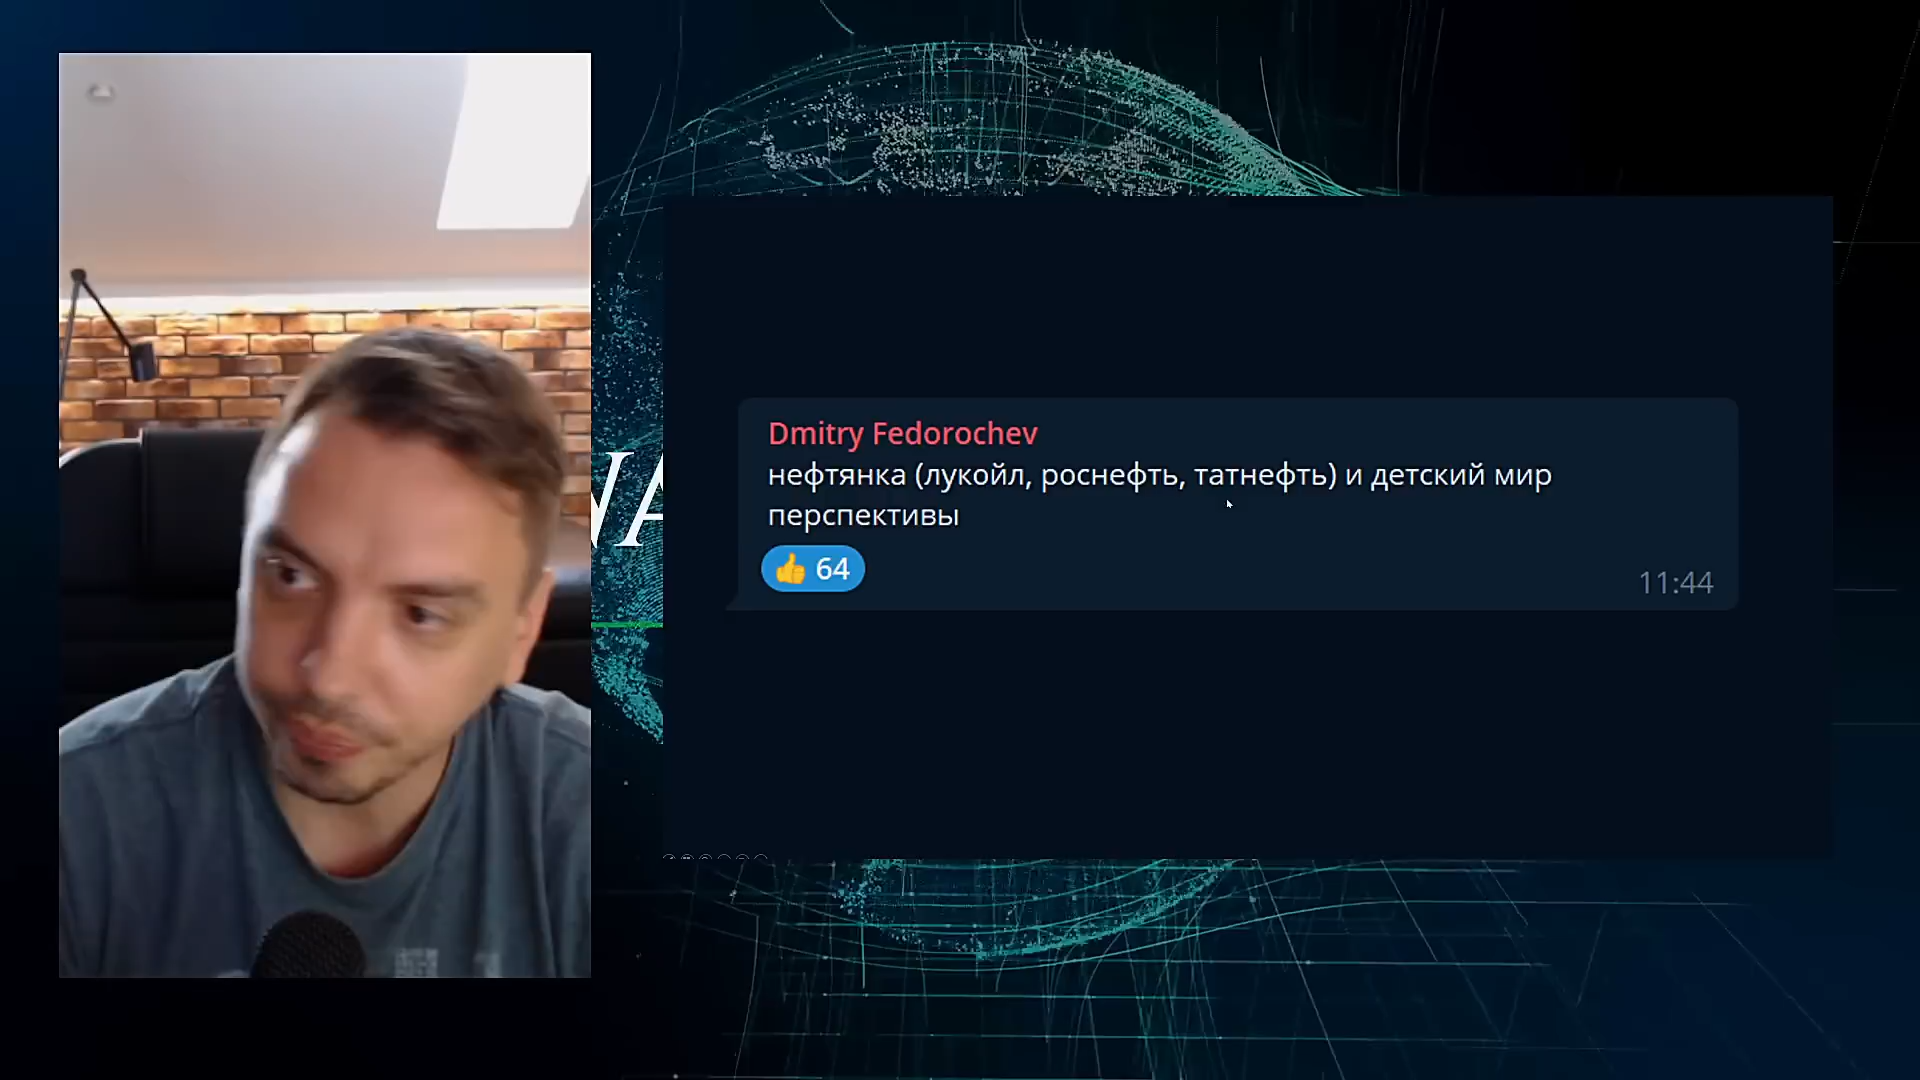 Dmitry Fedorochev
нефтянка (лукойл, роснефть, татнефть) и детский мир
перспективы
👍 64
11:44